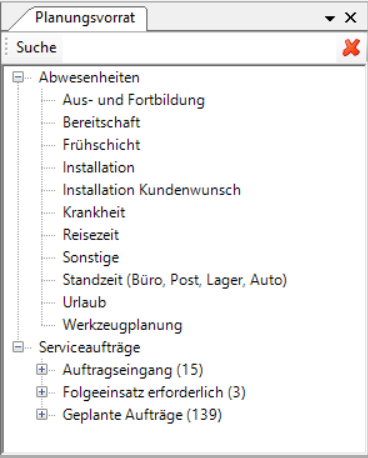 Planungsvorrat
Suche
Abwesenheiten
Aus- und Fortbildung
Bereitschaft
Frühschicht
Installation
Installation Kundenwunsch
Krankheit
Reisezeit
Sonstige
Standzeit (Büro, Post, Lager, Auto)
Urlaub
Werkzeugplanung
Serviceaufträge
Auftragseingang (15)
Folgeeinsatz erforderlich (3)
Geplante Aufträge (139)